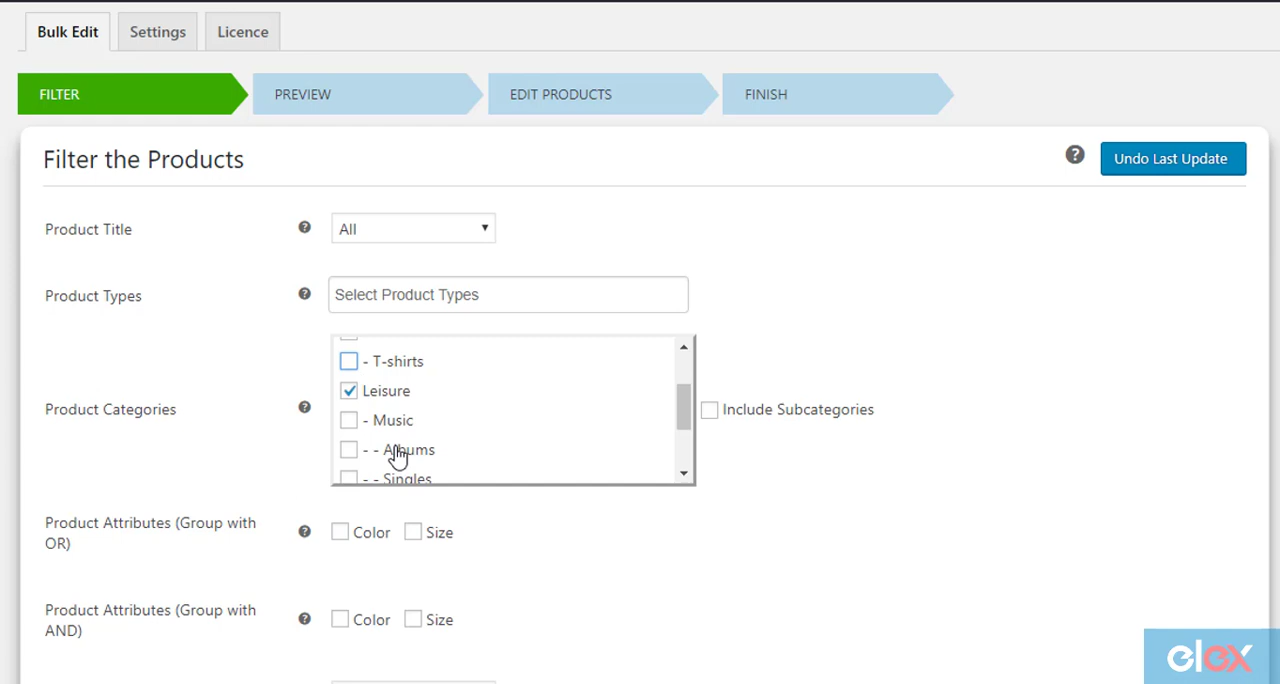 Bulk Edit
Settings
Licence
FILTER
PREVIEW
EDIT PRODUCTS
FINISH
Filter the Products
Undo Last Update
Product Title
All
Product Types
Select Product Types
- T-shirts
Leisure
- Music
- - Albums
- - Singles
Product Categories
Include Subcategories
Product Attributes (Group with
OR)
Color
Size
Product Attributes (Group with
AND)
Color
Size
elex